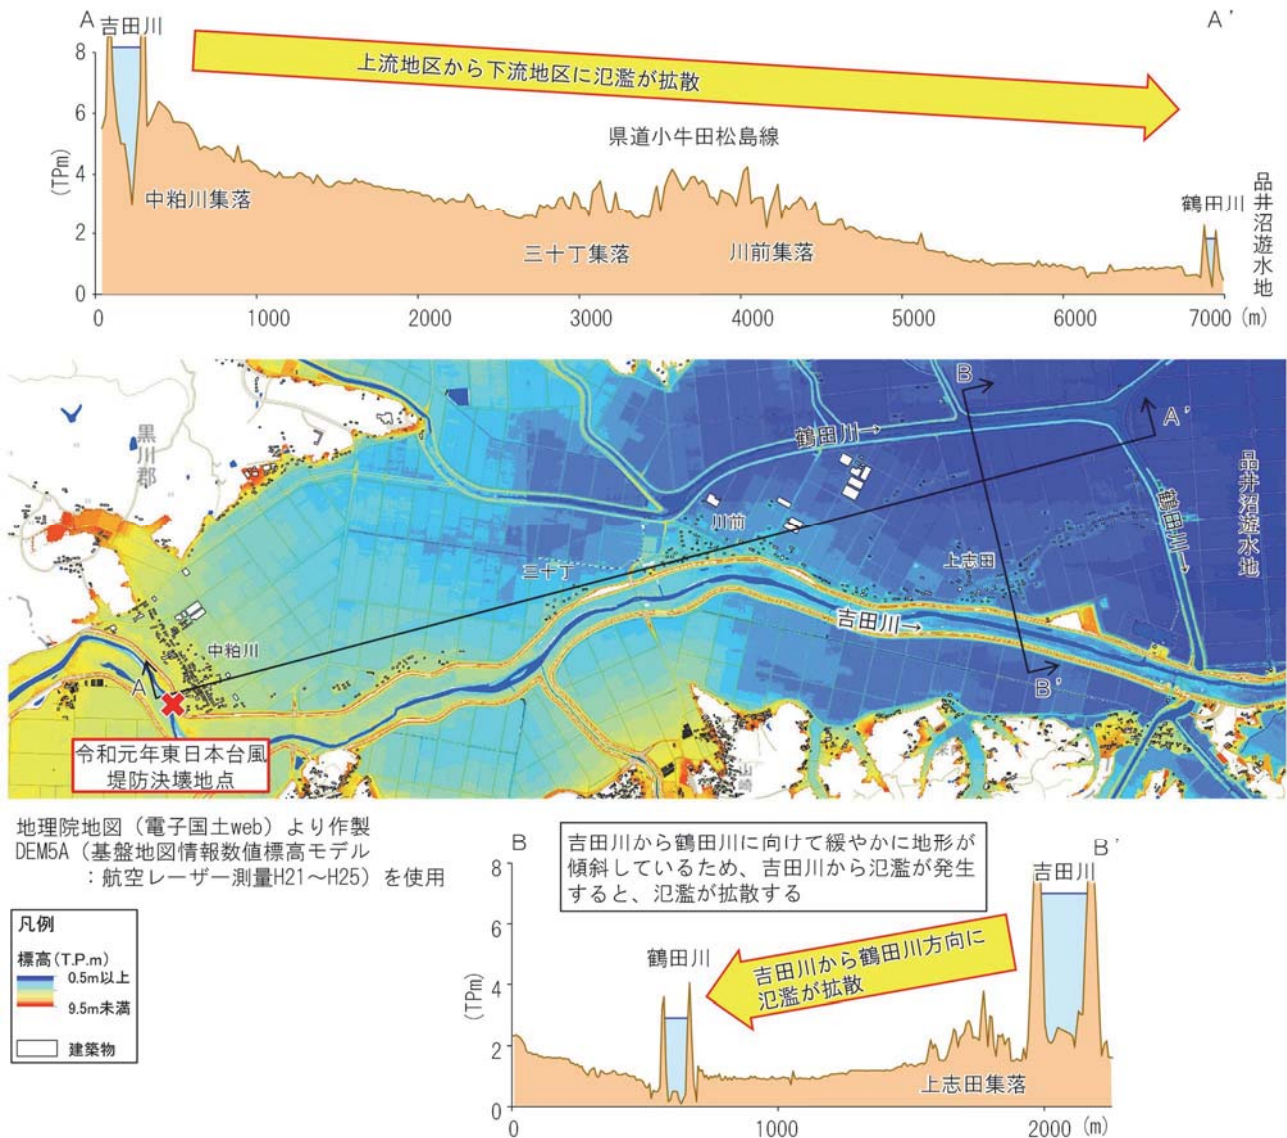 A
吉田川
A'
上流地区から下流地区に氾濫が拡散
県道小牛田松島線
8
6
4
2
0
(TPm)
中粕川集落
三十丁集落
川前集落
鶴田川
品井沼遊水地
0
1000
2000
3000
4000
5000
6000
7000 (m)
黒川郡
B
A'
鶴田川→
川前
品井沼遊水地
鶴田川→
三十丁
上志田
吉田川→
中粕川
A
B'
山崎
令和元年東日本台風
堤防決壊地点
地理院地図(電子国土web)より作製
DEM5A(基盤地図情報数値標高モデル
:航空レーザー測量H21~H25)を使用
凡例
標高(T.P.m)
0.5m以上
9.5m未満
建築物
B
吉田川から鶴田川に向けて緩やかに地形が
傾斜しているため、吉田川から氾濫が発生
すると、氾濫が拡散する
B'
吉田川
鶴田川
吉田川から鶴田川方向に
氾濫が拡散
8
6
4
2
0
(TPm)
上志田集落
0
1000
2000
(m)